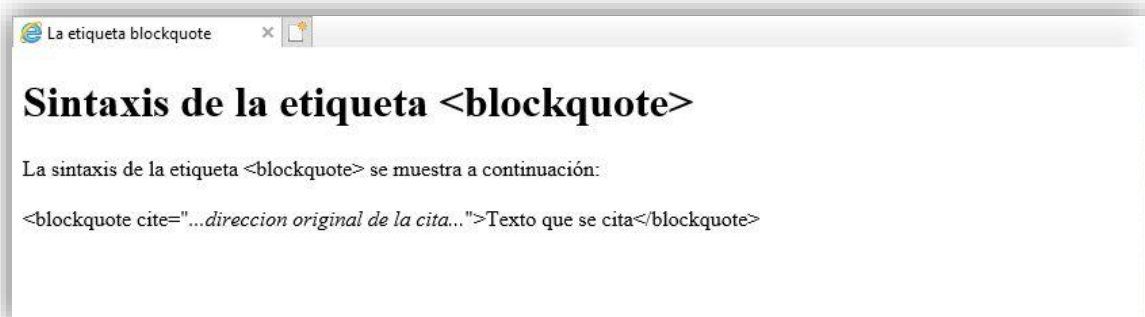 La etiqueta blockquote
Sintaxis de la etiqueta <blockquote>
La sintaxis de la etiqueta <blockquote> se muestra a continuación:
<blockquote cite="...direccion original de la cita...">Texto que se cita</blockquote>